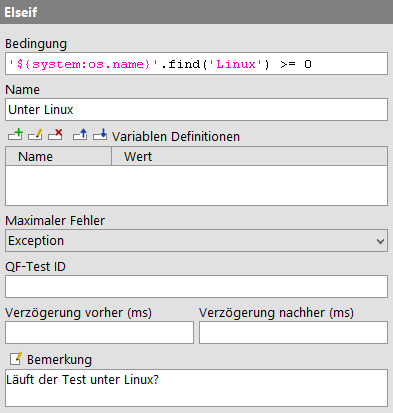 Elseif
Bedingung
'${system:os.name}'.find('Linux') >= 0
Name
Unter Linux
Variablen Definitionen
Name Wert
Maximaler Fehler
Exception
QF-Test ID
Verzögerung vorher (ms) Verzögerung nachher (ms)
Bemerkung
Läuft der Test unter Linux?